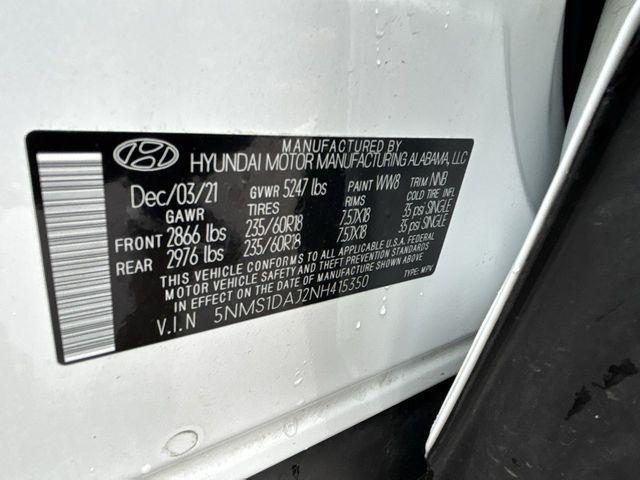 MANUFACTURED BY
HYUNDAI MOTOR MANUFACTURING ALABAMA, LLC
Dec/03/21 GVWR 5247 lbs PAINT WW8 TRIM NNB
GAWR TIRES RIMS COLD TIRE INFL
FRONT 2866 lbs 235/60R18 7.5JX18 35 psi SINGLE
REAR 2976 lbs 235/60R18 7.5JX18 35 psi SINGLE
THIS VEHICLE CONFORMS TO ALL APPLICABLE U.S.A. FEDERAL
MOTOR VEHICLE SAFETY AND THEFT PREVENTION STANDARDS
IN EFFECT ON THE DATE OF MANUFACTURE SHOWN ABOVE
V.I.N 5NMS1DAJ2NH415350 TYPE: MPV